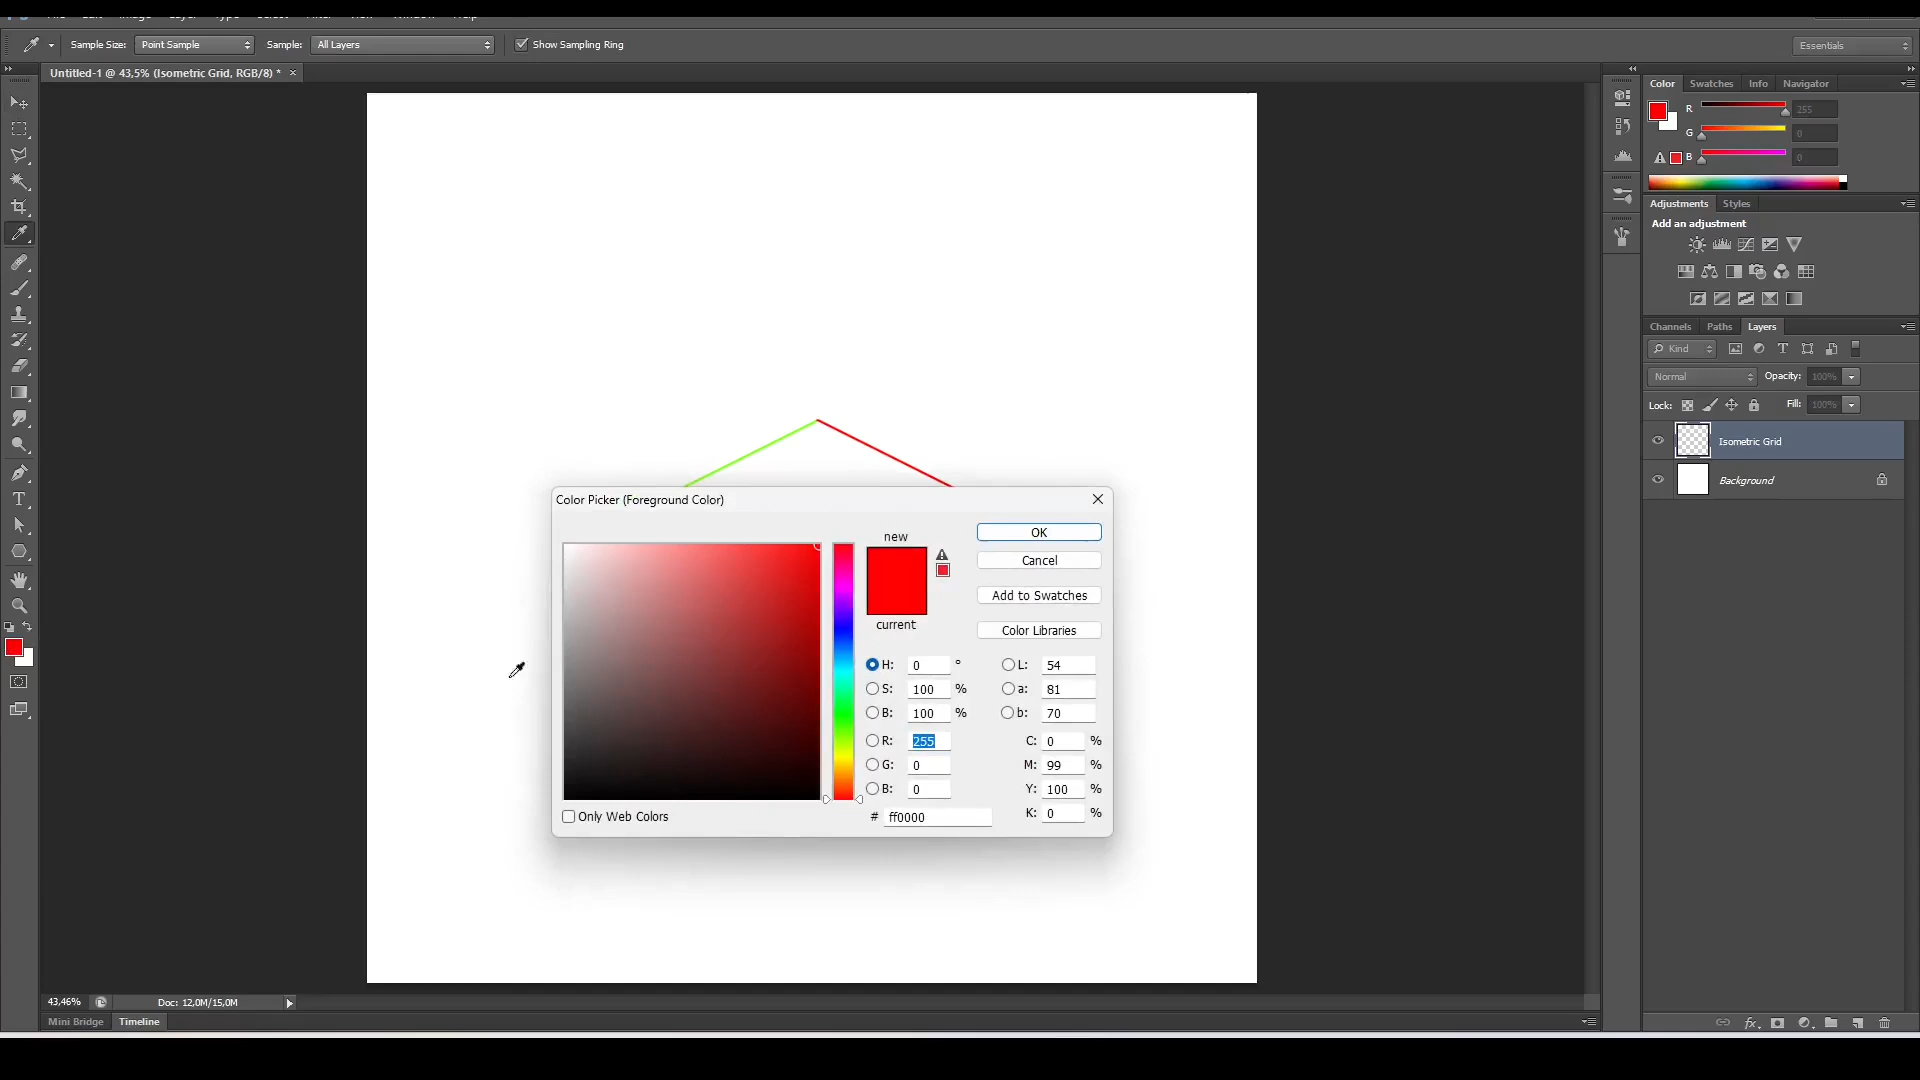 Sample Size: Point Sample Sample: All Layers Show Sampling Ring Essentials
Untitled-1 @ 43,5% (Isometric Grid, RGB/8) * ×
Color Swatches Info Navigator
R 255
G 0
B 0
Adjustments Styles
Add an adjustment
Channels Paths Layers
Kind
Normal Opacity: 100%
Lock: Fill: 100%
Isometric Grid
Background
Color Picker (Foreground Color)
new
current
OK
Cancel
Add to Swatches
Color Libraries
H: 0 ° L: 54
S: 100 % a: 81
B: 100 % b: 70
R: 255 C: 0 %
G: 0 M: 99 %
B: 0 Y: 100 %
# ff0000 K: 0 %
Only Web Colors
43,46% Doc: 12,0M/15,0M
Mini Bridge Timeline